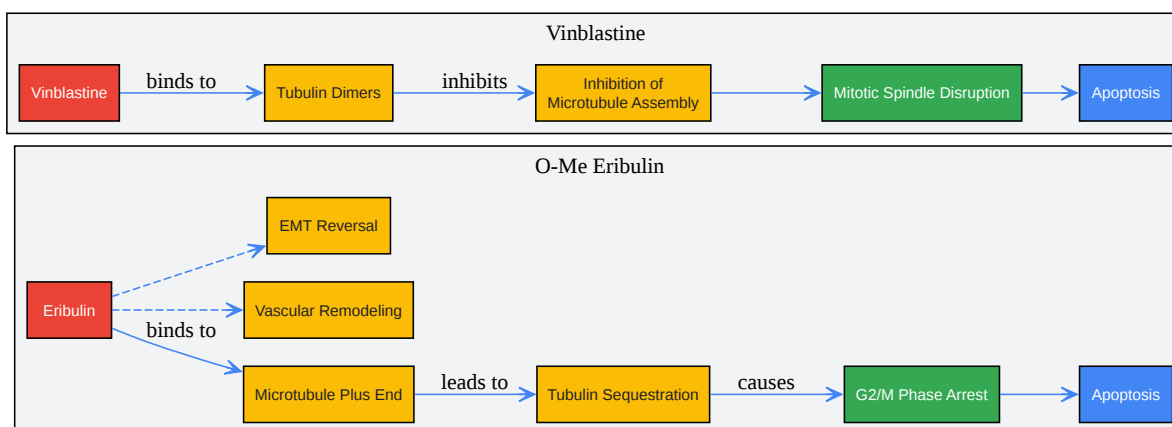 Vinblastine
Vinblastine
binds to
Tubulin Dimers
inhibits
Inhibition of
Microtubule Assembly
Mitotic Spindle Disruption
Apoptosis
O-Me Eribulin
EMT Reversal
Eribulin
Vascular Remodeling
binds to
Microtubule Plus End
leads to
Tubulin Sequestration
causes
G2/M Phase Arrest
Apoptosis